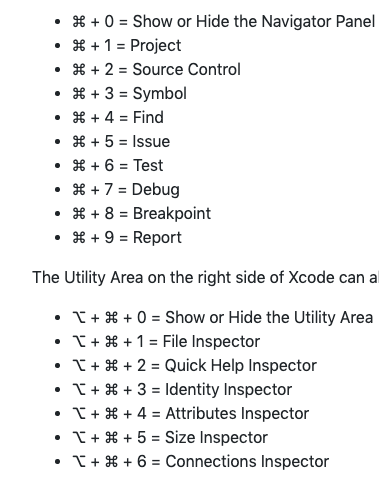 • ⌘ + 0 = Show or Hide the Navigator Panel
• ⌘ + 1 = Project
• ⌘ + 2 = Source Control
• ⌘ + 3 = Symbol
• ⌘ + 4 = Find
• ⌘ + 5 = Issue
• ⌘ + 6 = Test
• ⌘ + 7 = Debug
• ⌘ + 8 = Breakpoint
• ⌘ + 9 = Report
The Utility Area on the right side of Xcode can
• ⌥ + ⌘ + 0 = Show or Hide the Utility Area
• ⌥ + ⌘ + 1 = File Inspector
• ⌥ + ⌘ + 2 = Quick Help Inspector
• ⌥ + ⌘ + 3 = Identity Inspector
• ⌥ + ⌘ + 4 = Attributes Inspector
• ⌥ + ⌘ + 5 = Size Inspector
• ⌥ + ⌘ + 6 = Connections Inspector